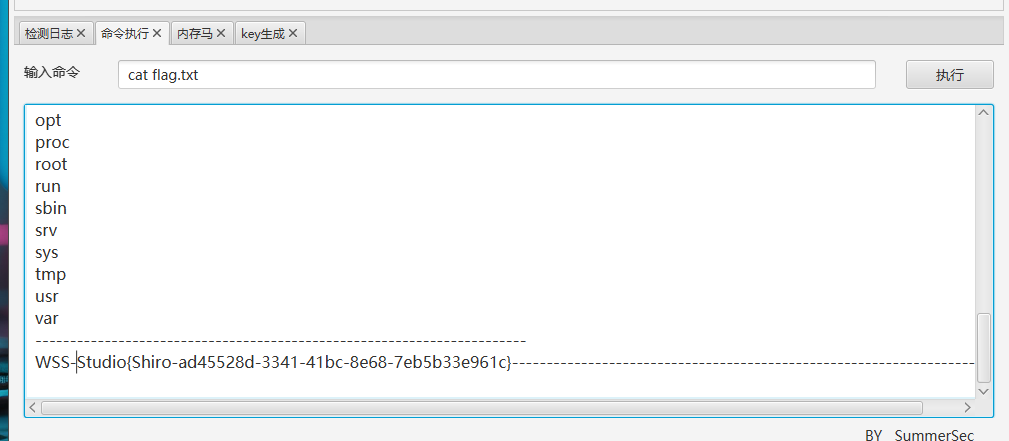 检测日志 命令执行 内存马 key生成
输入命令 cat flag.txt 执行
opt
proc
root
run
sbin
srv
sys
tmp
usr
var
-----------------------------------------------------------------------
WSS-Studio{Shiro-ad45528d-3341-41bc-8e68-7eb5b33e961c}-------------------------------------------------------------------
BY SummerSec